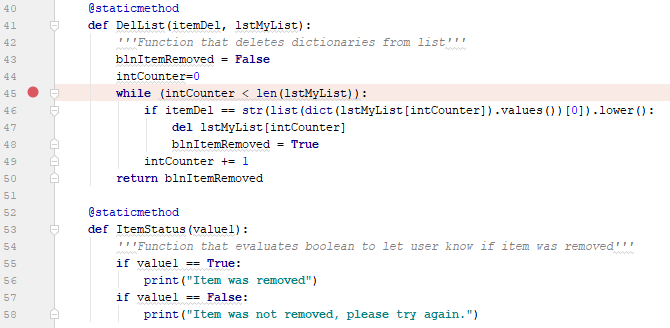 40 @staticmethod
41 def DelList(itemDel, lstMyList):
42 '''Function that deletes dictionaries from list'''
43 blnItemRemoved = False
44 intCounter=0
45 while (intCounter < len(lstMyList)):
46 if itemDel == str(list(dict(lstMyList[intCounter]).values())[0]).lower():
47 del lstMyList[intCounter]
48 blnItemRemoved = True
49 intCounter += 1
50 return blnItemRemoved
51
52 @staticmethod
53 def ItemStatus(value1):
54 '''Function that evaluates boolean to let user know if item was removed'''
55 if value1 == True:
56 print("Item was removed")
57 if value1 == False:
58 print("Item was not removed, please try again.")